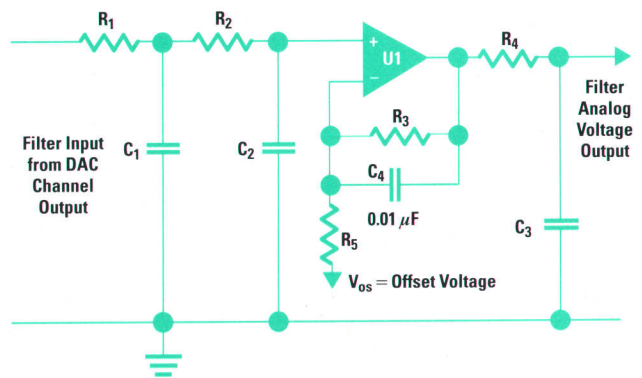 R1
R2
+
U1
−
R4
R3
Filter Input
from DAC
Channel
Output
C1
C2
C4
0.01 μF
R5
Vos = Offset Voltage
C3
Filter
Analog
Voltage
Output